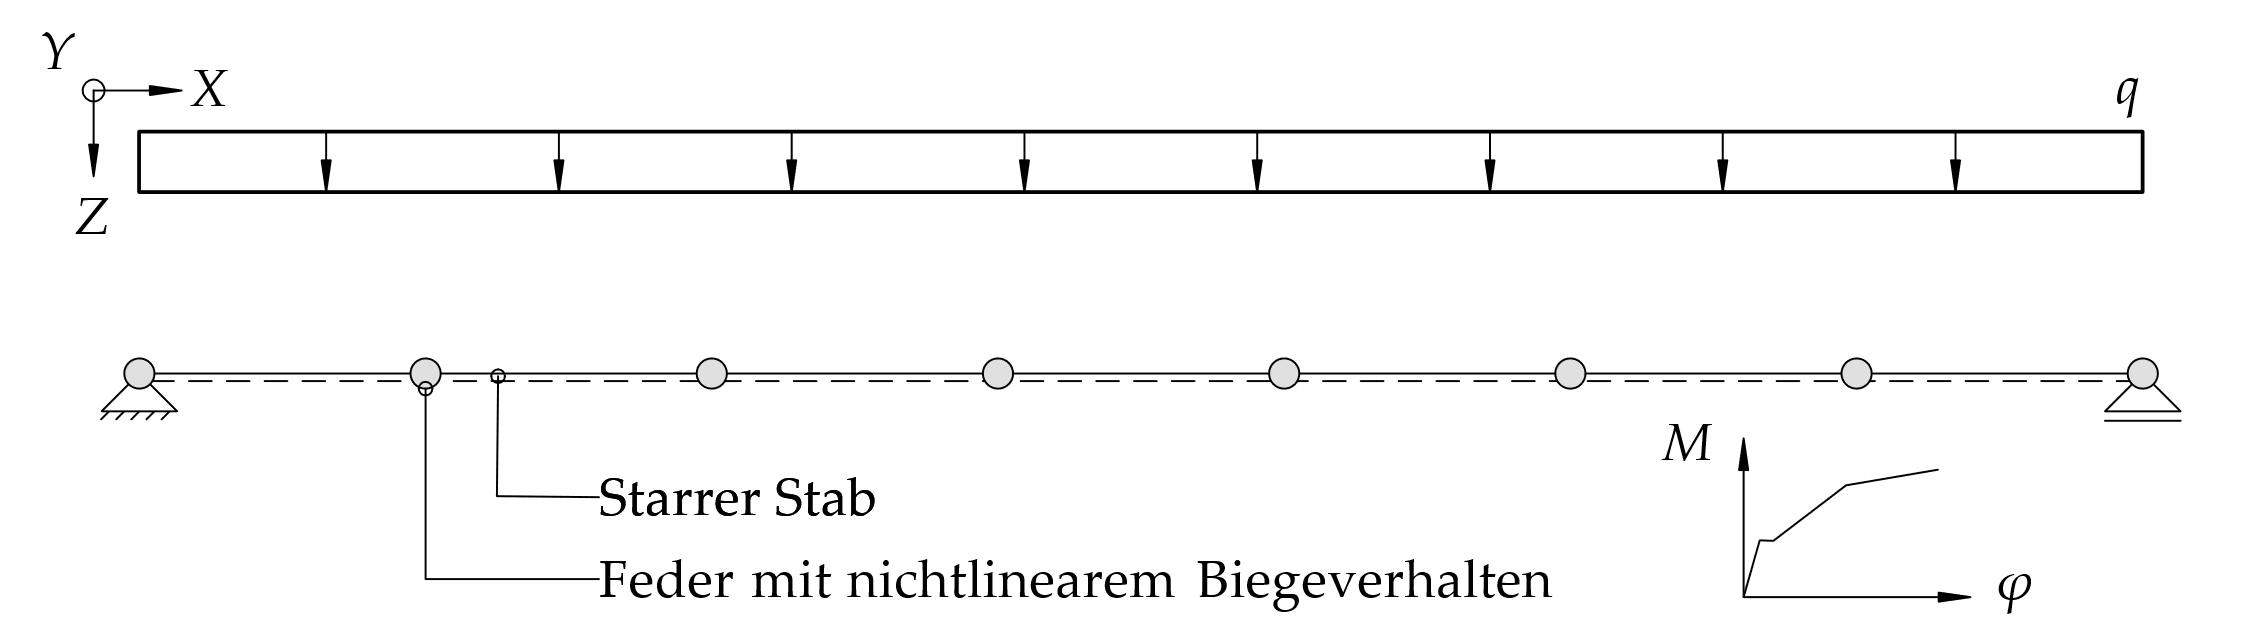 Y
X
q
Z
M
Starrer Stab
Feder mit nichtlinearem Biegeverhalten
φ